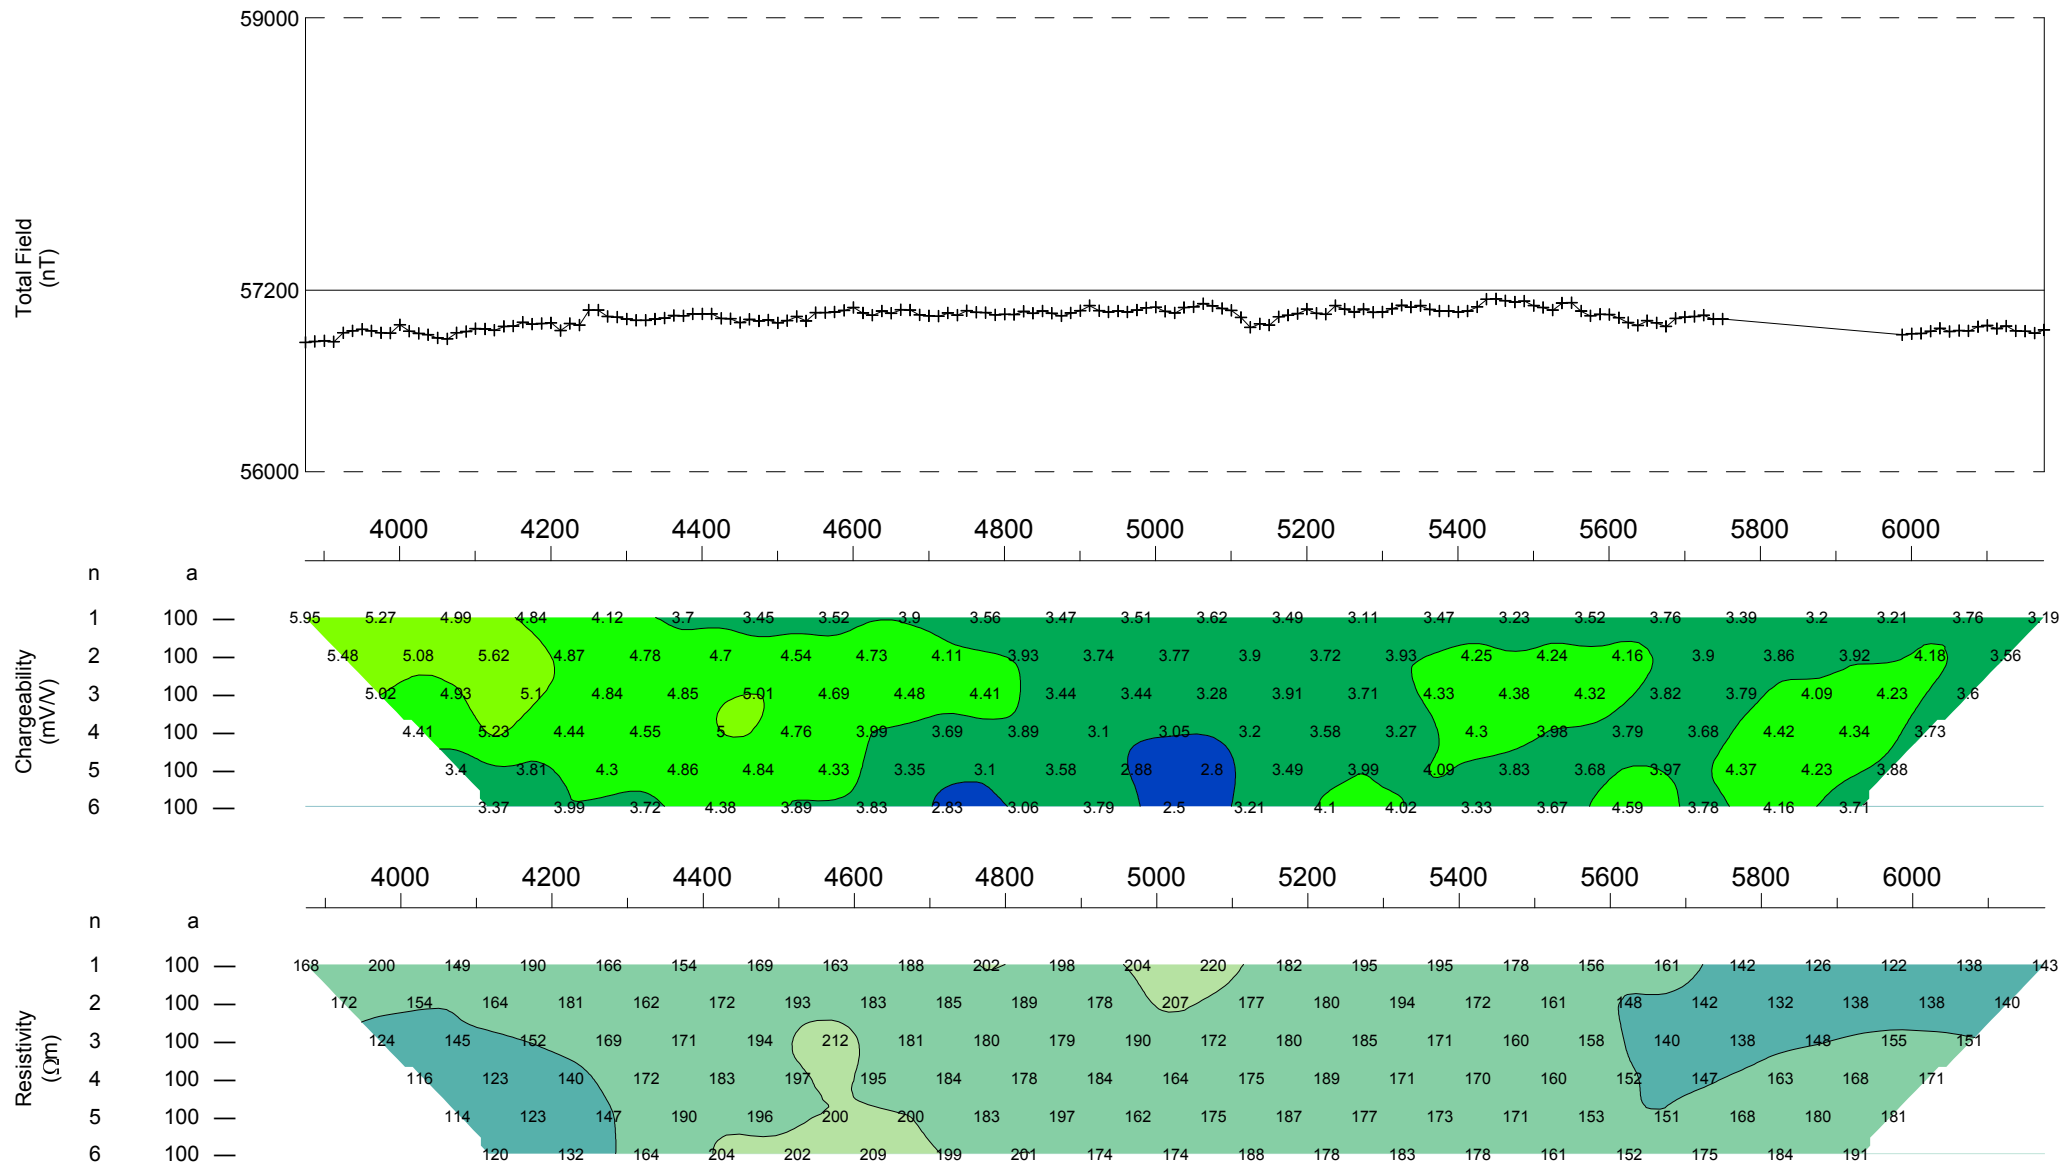 59000
57200
56000
Total Field
(nT)
4000 4200 4400 4600 4800 5000 5200 5400 5600 5800 6000
n a
Chargeability
(mV/V)
1 100 5.95 5.27 4.99 4.84 4.12 3.7 3.45 3.52 3.9 3.56 3.47 3.51 3.62 3.49 3.11 3.47 3.23 3.52 3.76 3.39 3.2 3.21 3.76 3.19
2 100 5.48 5.08 5.62 4.87 4.78 4.7 4.54 4.73 4.11 3.93 3.74 3.77 3.9 3.72 3.93 4.25 4.24 4.16 3.9 3.86 3.92 4.18 3.56
3 100 5.02 4.93 5.1 4.84 4.85 5.01 4.69 4.48 4.41 3.44 3.44 3.28 3.91 3.71 4.33 4.38 4.32 3.82 3.79 4.09 4.23 3.6
4 100 4.41 5.23 4.44 4.55 5 4.76 3.99 3.69 3.89 3.1 3.05 3.2 3.58 3.27 4.3 3.98 3.79 3.68 4.42 4.34 3.73
5 100 3.4 3.81 4.3 4.86 4.84 4.33 3.35 3.1 3.58 2.88 2.8 3.49 3.99 4.09 3.83 3.68 3.97 4.37 4.23 3.88
6 100 3.37 3.99 3.72 4.38 3.89 3.83 2.83 3.06 3.79 2.5 3.21 4.1 4.02 3.33 3.67 4.59 3.78 4.16 3.71
4000 4200 4400 4600 4800 5000 5200 5400 5600 5800 6000
n a
Resistivity
(Ωm)
1 100 168 200 149 190 166 154 169 163 188 202 198 204 220 182 195 195 178 156 161 142 126 122 138 143
2 100 172 154 164 181 162 172 193 183 185 189 178 207 177 180 194 172 161 148 142 132 138 138 140
3 100 124 145 152 169 171 194 212 181 180 179 190 172 180 185 171 160 158 140 138 148 155 151
4 100 116 123 140 172 183 197 195 184 178 184 164 175 189 171 170 160 152 147 163 168 171
5 100 114 123 147 190 196 200 200 183 197 162 175 187 177 173 171 153 151 168 180 181
6 100 120 132 164 204 202 209 199 201 174 174 188 178 183 178 161 152 175 184 191